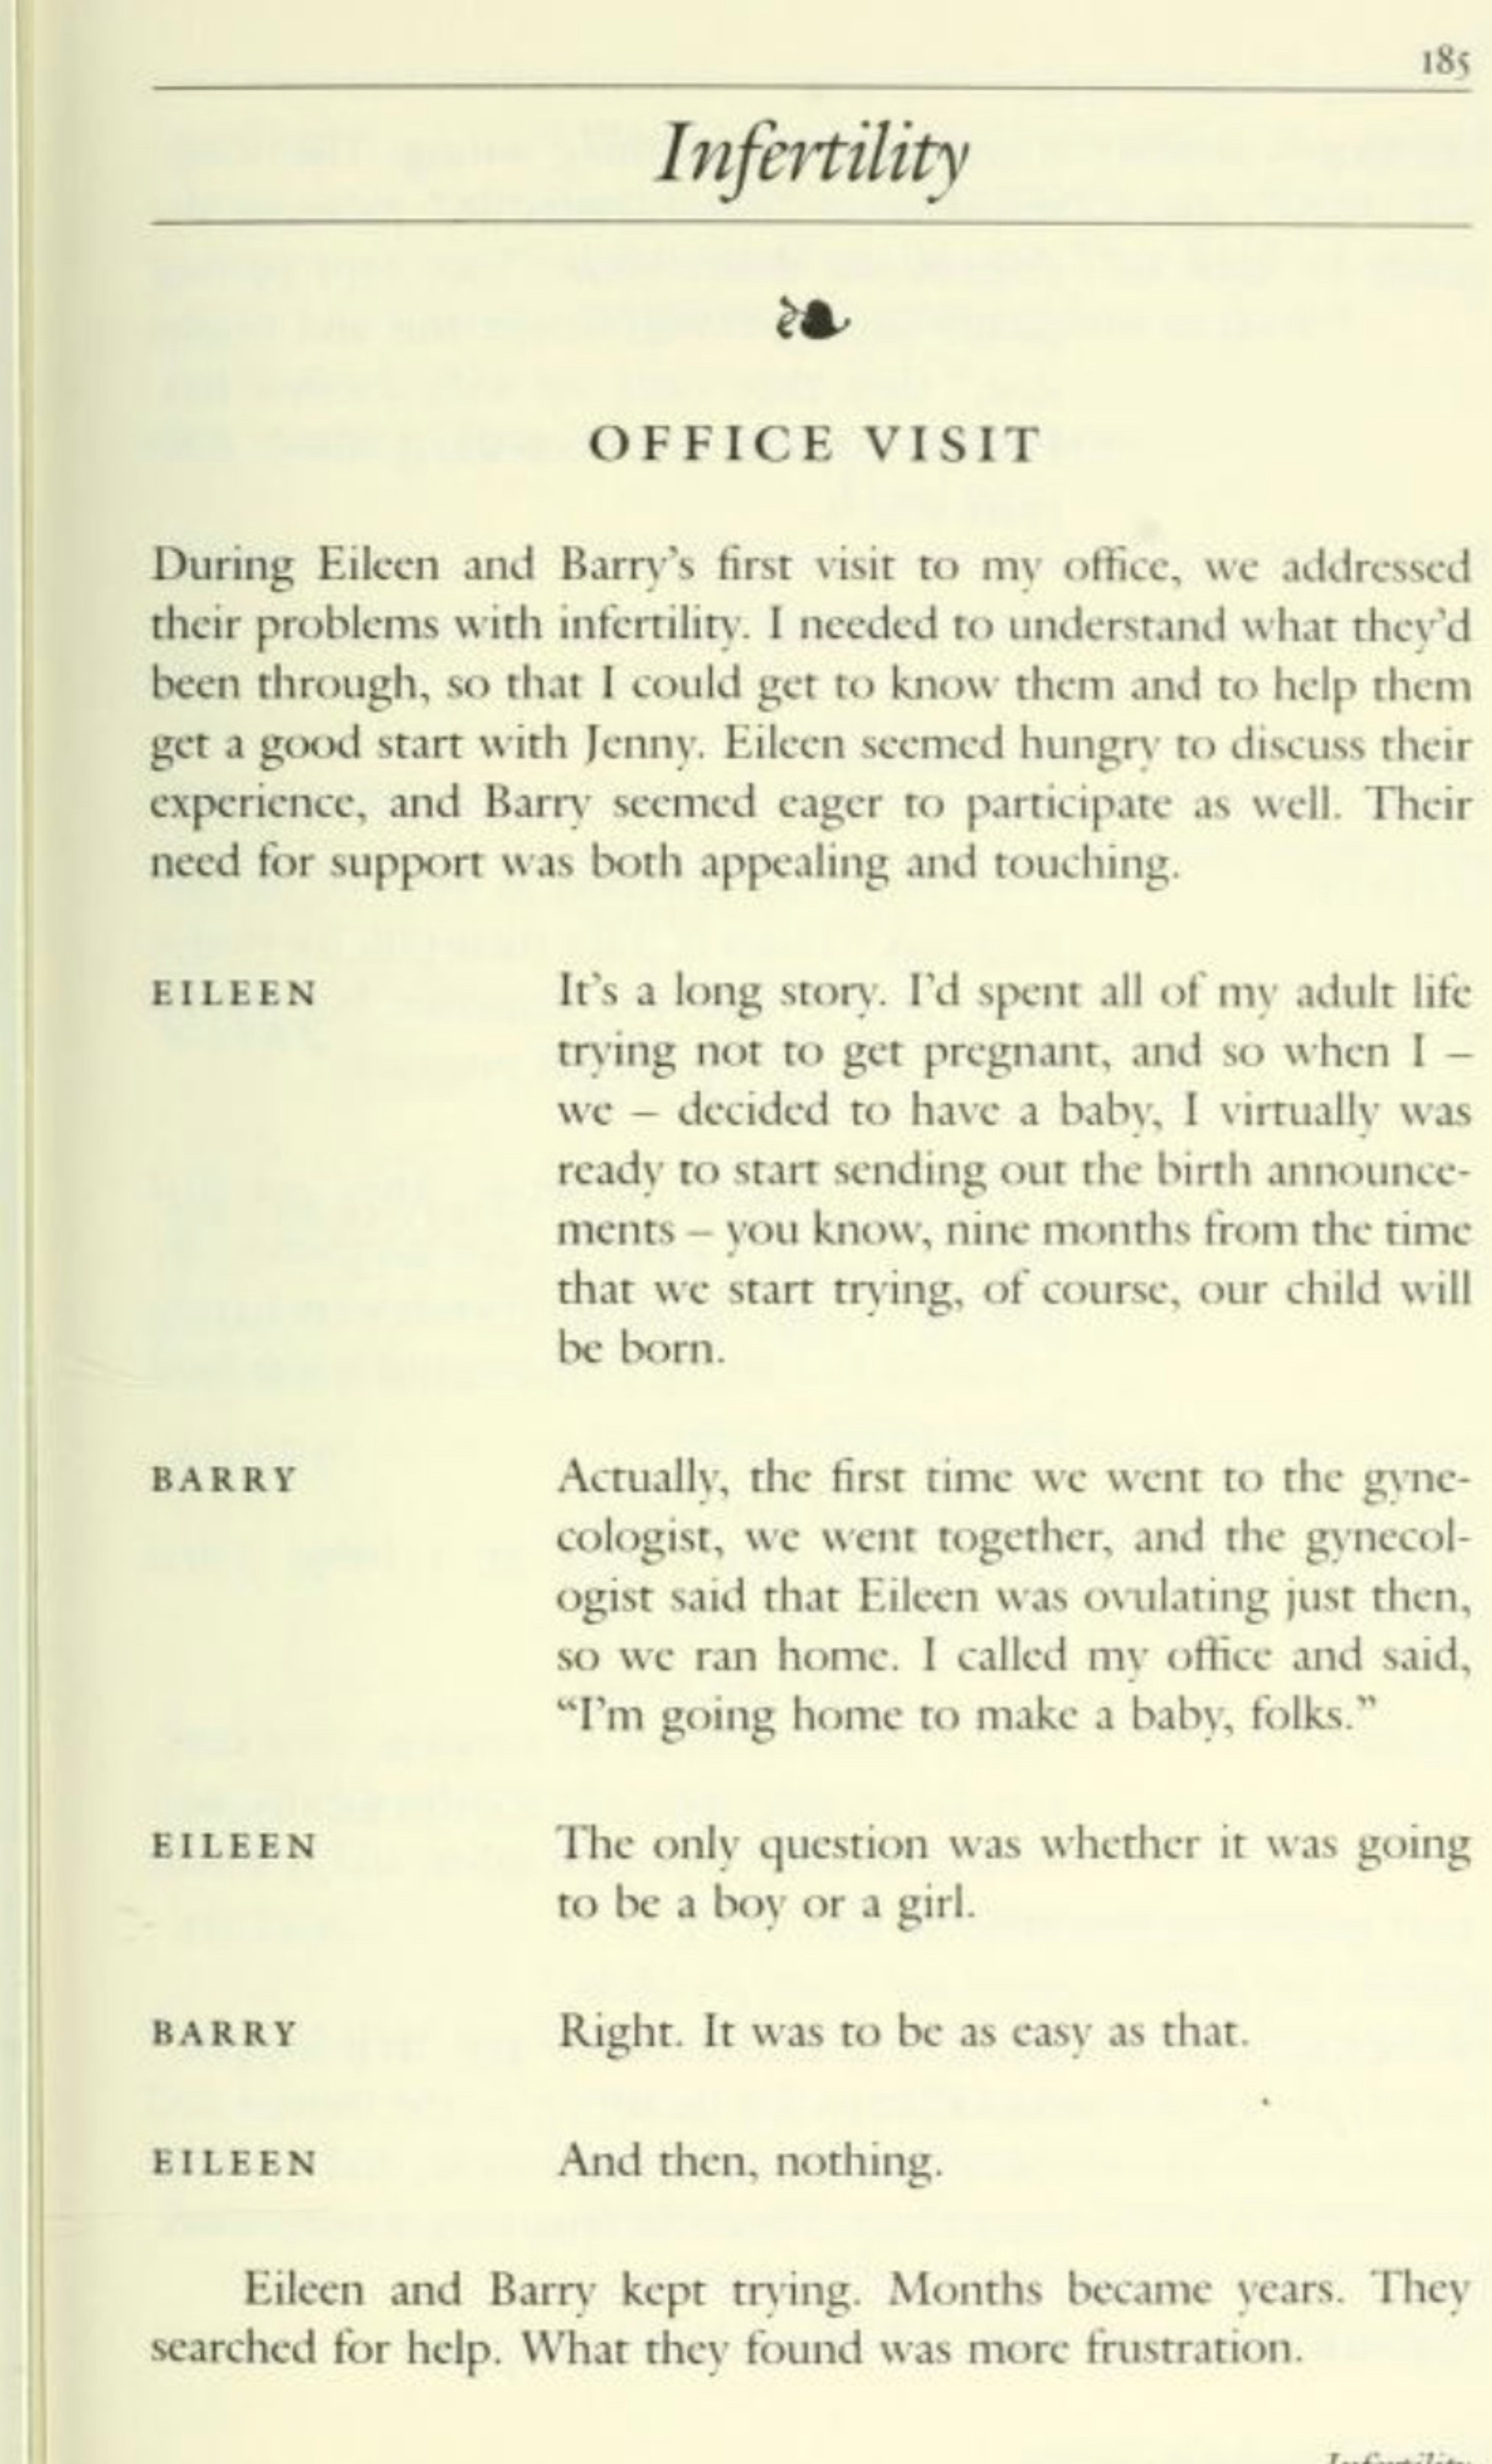 185
Infertility
OFFICE VISIT
During Eileen and Barry's first visit to my office, we addressed
their problems with infertility. I needed to understand what they'd
been through, so that I could get to know them and to help them
get a good start with Jenny. Eileen seemed hungry to discuss their
experience, and Barry seemed eager to participate as well. Their
need for support was both appealing and touching.
EILEEN It's a long story. I'd spent all of my adult life
trying not to get pregnant, and so when I –
we – decided to have a baby, I virtually was
ready to start sending out the birth announce-
ments – you know, nine months from the time
that we start trying, of course, our child will
be born.
BARRY Actually, the first time we went to the gyne-
cologist, we went together, and the gynecol-
ogist said that Eileen was ovulating just then,
so we ran home. I called my office and said,
“I'm going home to make a baby, folks.”
EILEEN The only question was whether it was going
to be a boy or a girl.
BARRY Right. It was to be as easy as that.
EILEEN And then, nothing.
Eileen and Barry kept trying. Months became years. They
searched for help. What they found was more frustration.